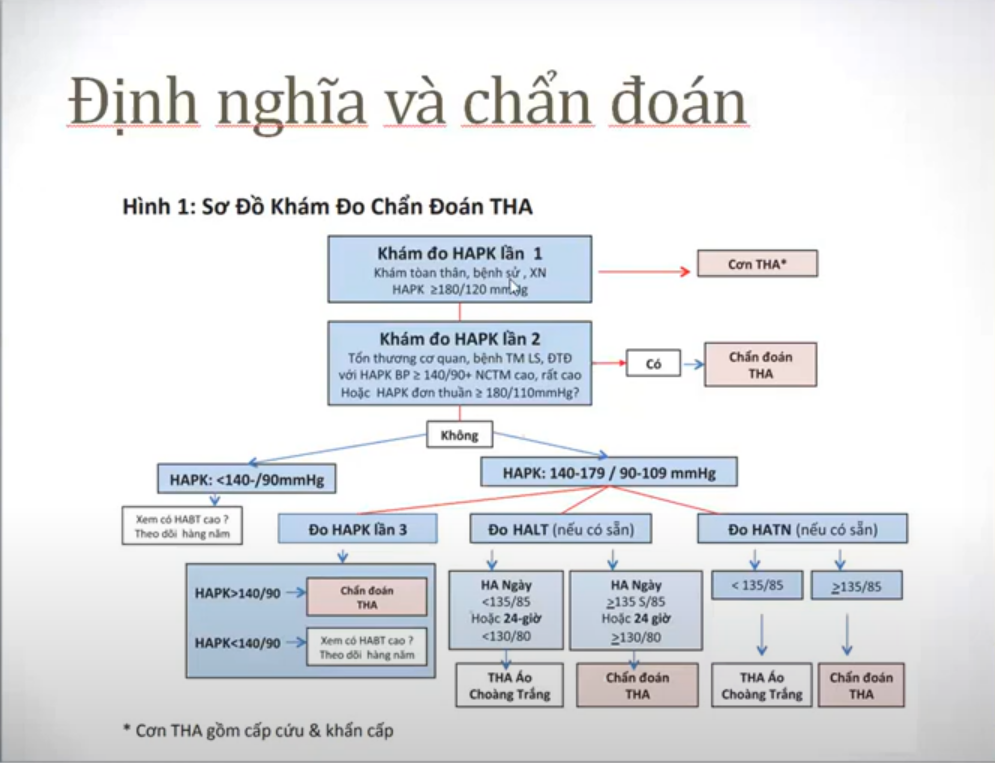 Định nghĩa và chẩn đoán
Hình 1: Sơ Đồ Khám Đo Chẩn Đoán THA
Khám đo HAPK lần 1
Khám tòan thân, bệnh sử , XN
HAPK ≥180/120 mmHg
Cơn THA*
Khám đo HAPK lần 2
Tổn thương cơ quan, bệnh TM LS, ĐTĐ
với HAPK BP ≥ 140/90+ NCTM cao, rất cao
Hoặc HAPK đơn thuần ≥ 180/110mmHg?
Có
Chẩn đoán
THA
Không
HAPK: <140-/90mmHg
HAPK: 140-179 / 90-109 mmHg
Xem có HABT cao ?
Theo dõi hàng năm
Đo HAPK lần 3
Đo HALT (nếu có sẵn)
Đo HATN (nếu có sẵn)
HAPK>140/90
Chẩn đoán
THA
HAPK<140/90
Xem có HABT cao ?
Theo dõi hàng năm
HA Ngày
<135/85
Hoặc 24-giờ
<130/80
HA Ngày
≥135 S/85
Hoặc 24 giờ
≥130/80
< 135/85
≥135/85
THA Áo
Choàng Trắng
Chẩn đoán
THA
THA Áo
Choàng Trắng
Chẩn đoán
THA
* Cơn THA gồm cấp cứu & khẩn cấp